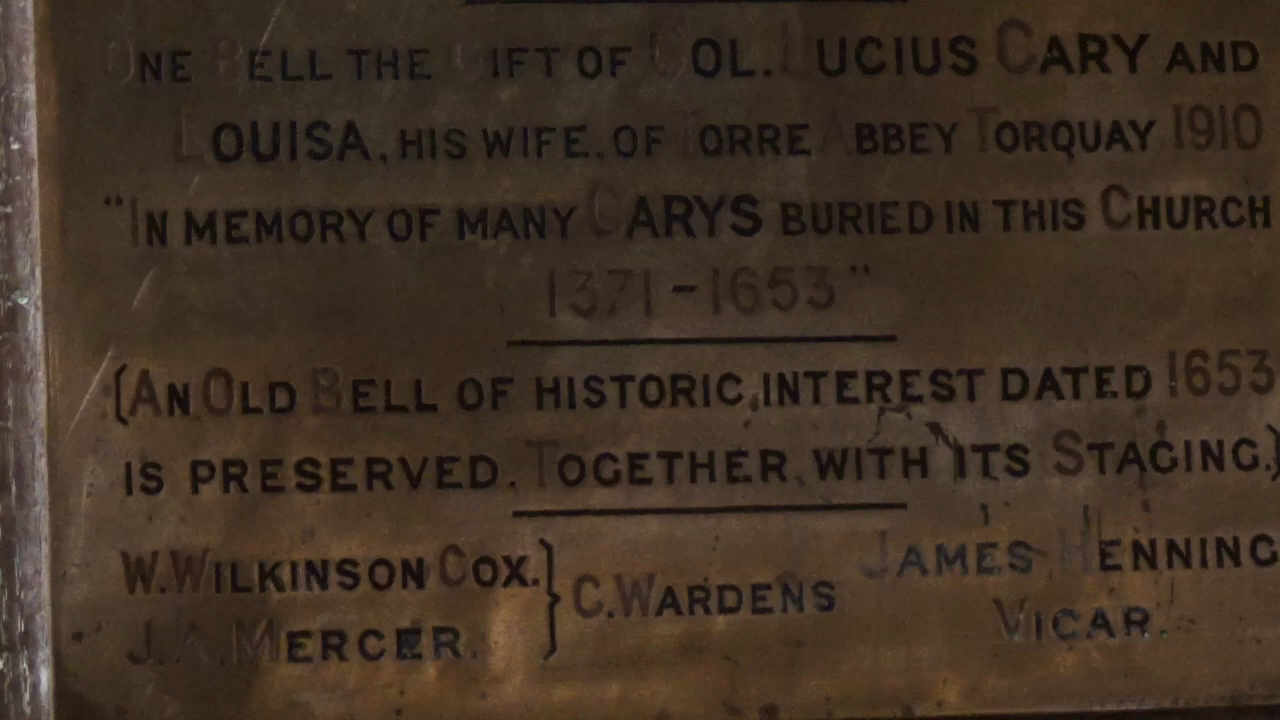 ONE BELL THE GIFT OF COL. LUCIUS CARY AND
LOUISA, HIS WIFE, OF TORRE ABBEY TORQUAY 1910
"IN MEMORY OF MANY CARYS BURIED IN THIS CHURCH
1371-1653"
(AN OLD BELL OF HISTORIC, INTEREST DATED 1653
IS PRESERVED, TOGETHER, WITH ITS STAGING.)
W. WILKINSON COX.
J. A. MERCER.
} C. WARDENS
JAMES HENNING
VICAR.